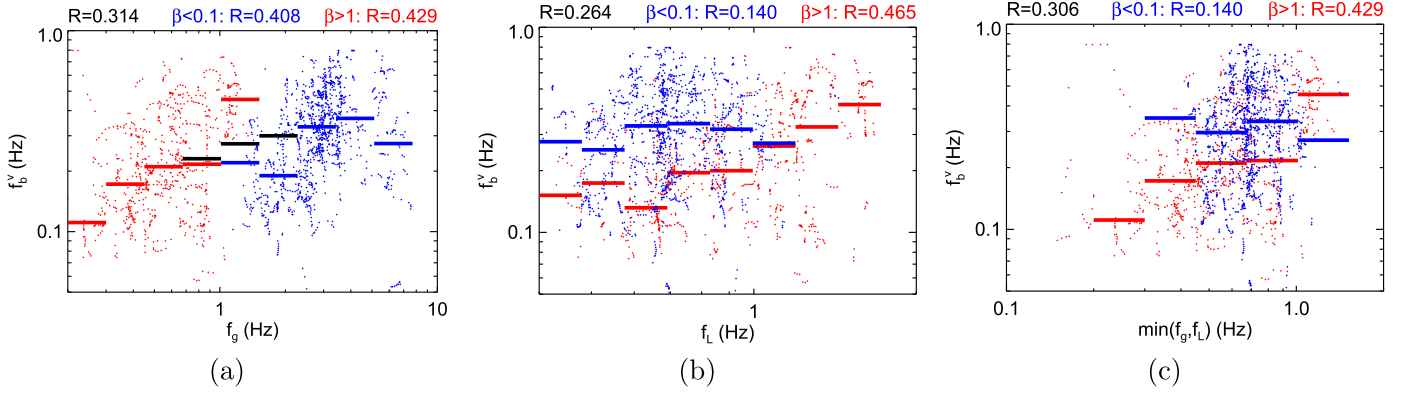 R=0.314 β<0.1: R=0.408 β>1: R=0.429
1.0
0.1
f_b^v (Hz)
1
10
f_g (Hz)
(a)
R=0.264 β<0.1: R=0.140 β>1: R=0.465
1.0
0.1
f_b^v (Hz)
1
f_L (Hz)
(b)
R=0.306 β<0.1: R=0.140 β>1: R=0.429
1.0
0.1
f_b^v (Hz)
0.1
1.0
min(f_g,f_L) (Hz)
(c)